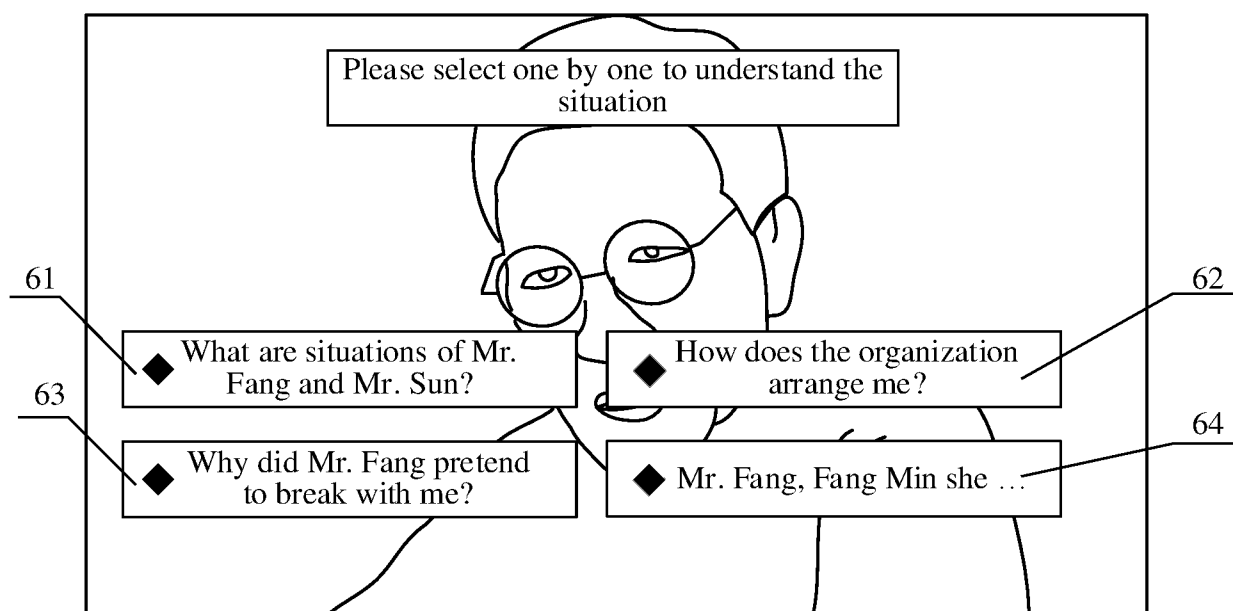 Please select one by one to understand the
situation
61
62
What are situations of Mr.
Fang and Mr. Sun?
How does the organization
arrange me?
63
64
Why did Mr. Fang pretend
to break with me?
Mr. Fang, Fang Min she …